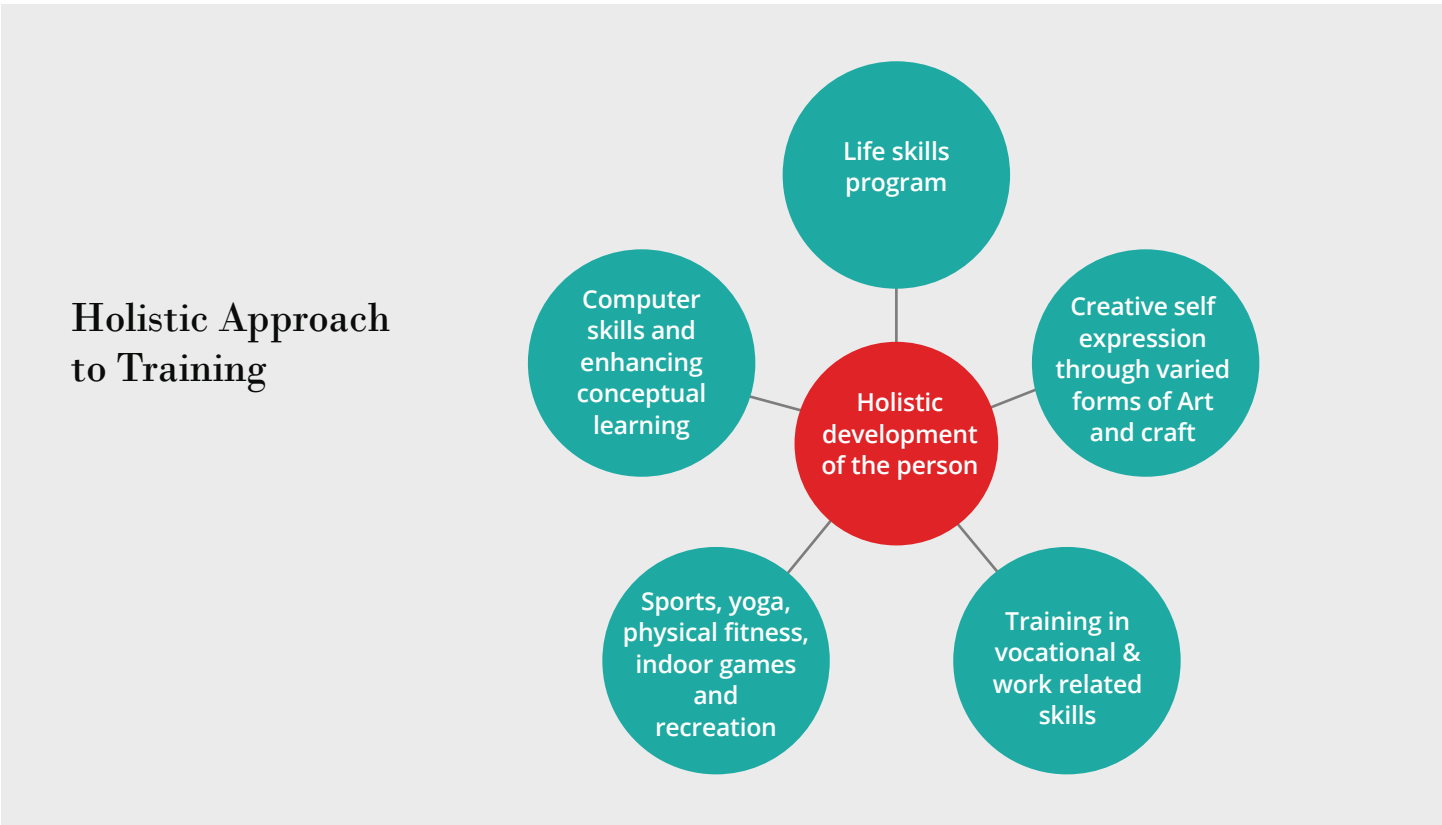 Holistic Approach
to Training
Life skills
program
Creative self
expression
through varied
forms of Art
and craft
Training in
vocational &
work related
skills
Sports, yoga,
physical fitness,
indoor games
and
recreation
Computer
skills and
enhancing
conceptual
learning
Holistic
development
of the person